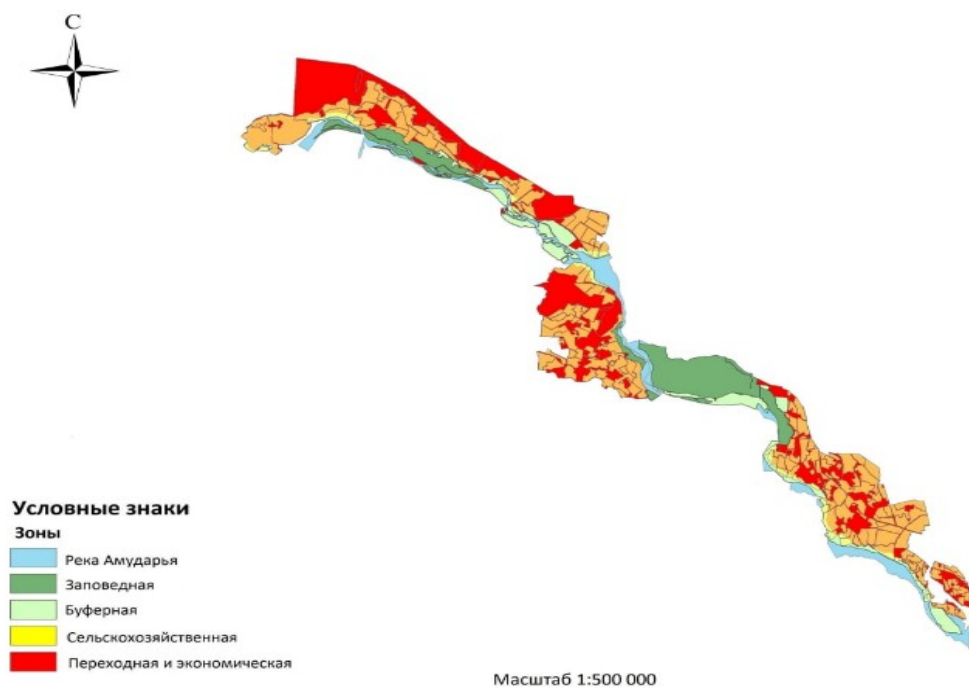 С
Условные знаки
Зоны
Река Амударья
Заповедная
Буферная
Сельскохозяйственная
Переходная и экономическая
Масштаб 1:500 000